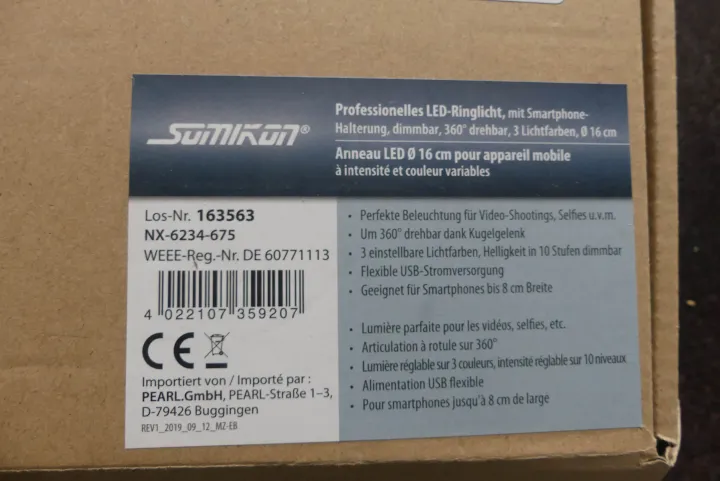 SOMIKON®
Professionelles LED-Ringlicht, mit Smartphone-
Halterung, dimmbar, 360° drehbar, 3 Lichtfarben, Ø 16 cm
Anneau LED Ø 16 cm pour appareil mobile
à intensité et couleur variables
Los-Nr. 163563
NX-6234-675
WEEE-Reg.-Nr. DE 60771113
4 022107 359207
CE
Importiert von / Importé par :
PEARL.GmbH, PEARL-Straße 1–3,
D-79426 Buggingen
REV1_2019_09_12_MZ-EB
• Perfekte Beleuchtung für Video-Shootings, Selfies u.v.m.
• Um 360° drehbar dank Kugelgelenk
• 3 einstellbare Lichtfarben, Helligkeit in 10 Stufen dimmbar
• Flexible USB-Stromversorgung
• Geeignet für Smartphones bis 8 cm Breite
• Lumière parfaite pour les vidéos, selfies, etc.
• Articulation à rotule sur 360°
• Lumière réglable sur 3 couleurs, intensité réglable sur 10 niveaux
• Alimentation USB flexible
• Pour smartphones jusqu'à 8 cm de large